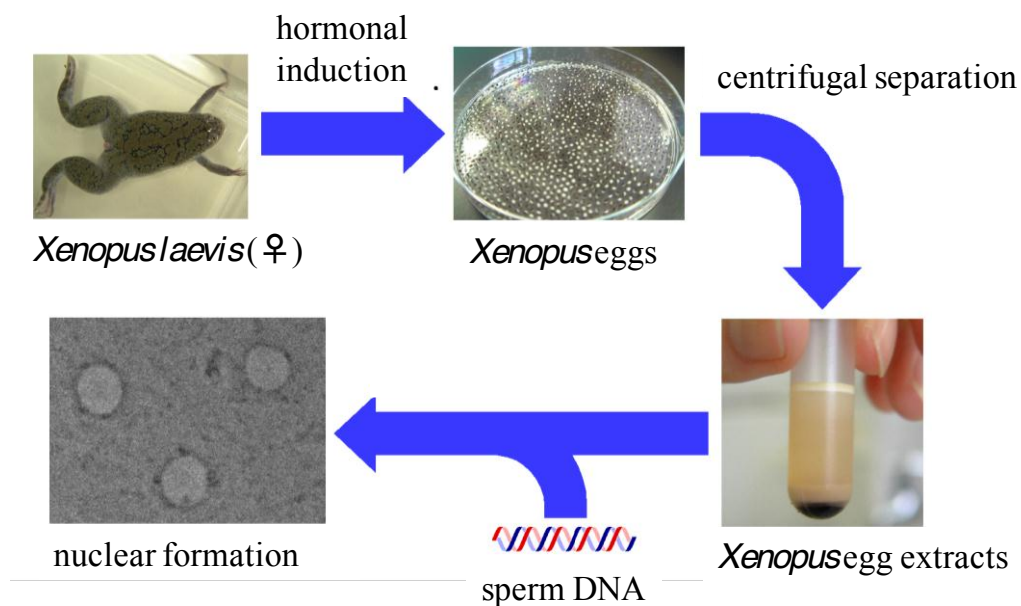 hormonal
induction
centrifugal separation
Xenopus laevis (♀)
Xenopus eggs
Xenopus egg extracts
sperm DNA
nuclear formation